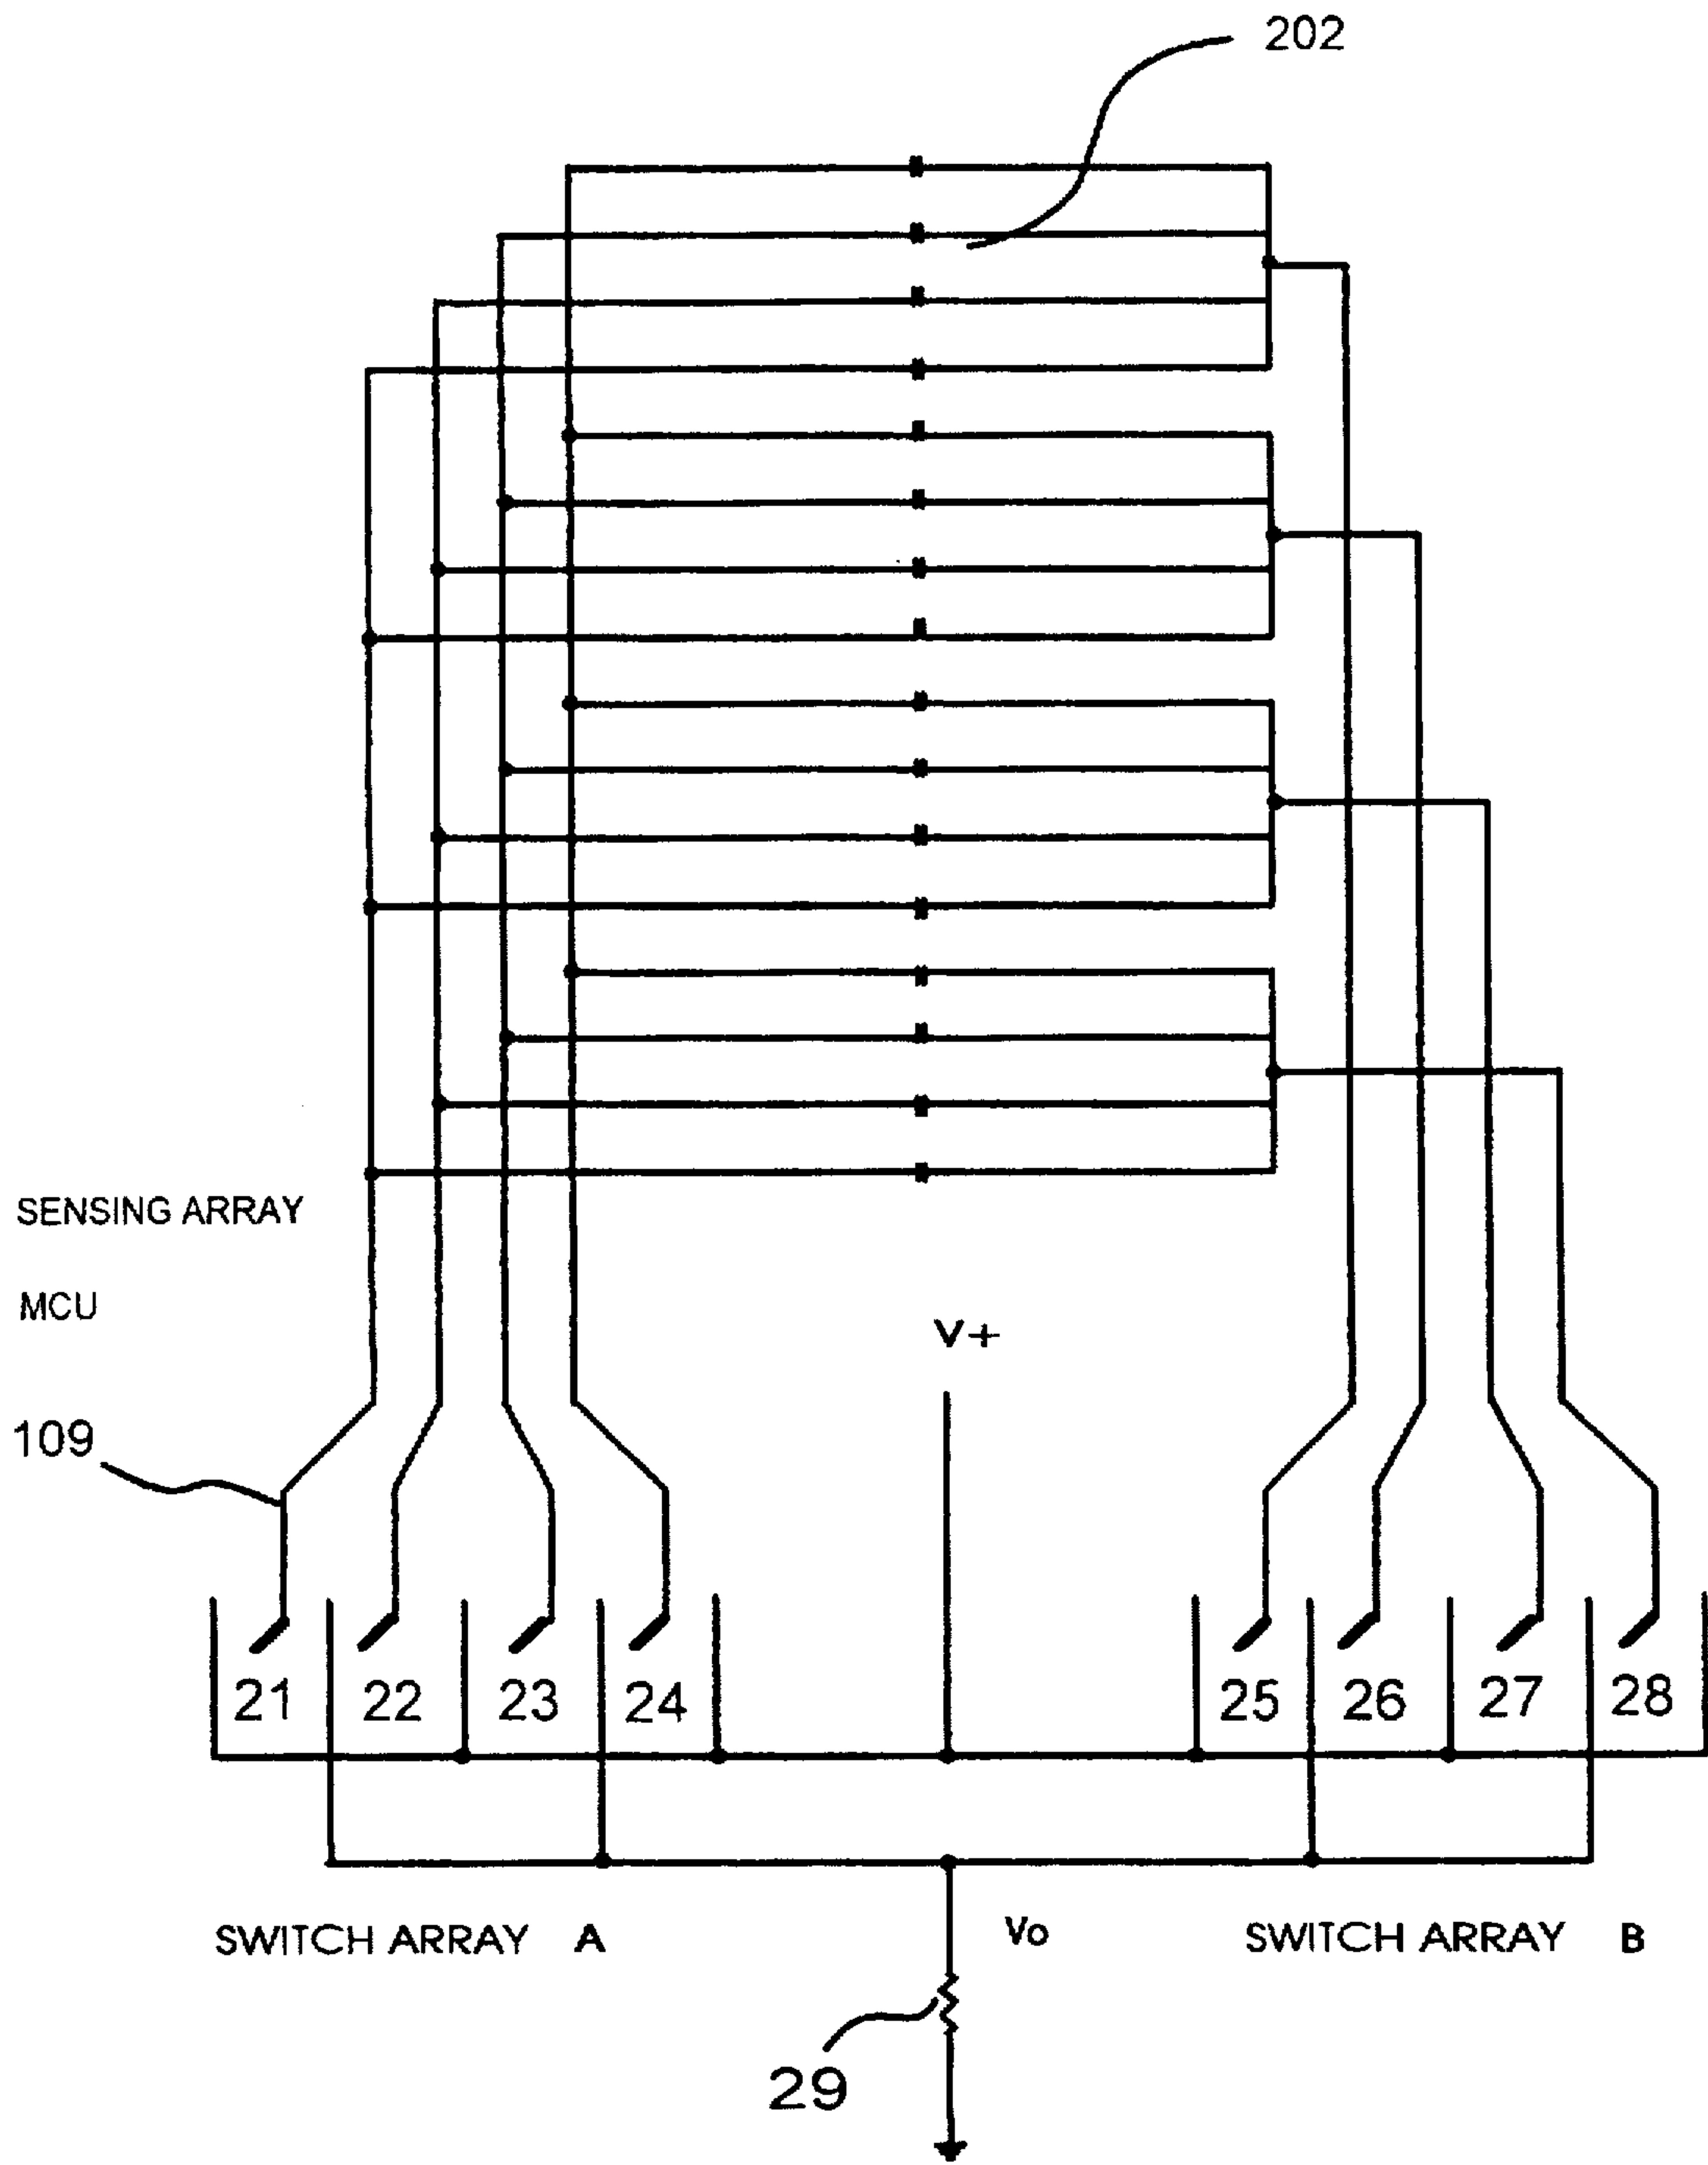 202
SENSING ARRAY
MCU
V+
109
21 22 23 24 25 26 27 28
SWITCH ARRAY A Vo SWITCH ARRAY B
29